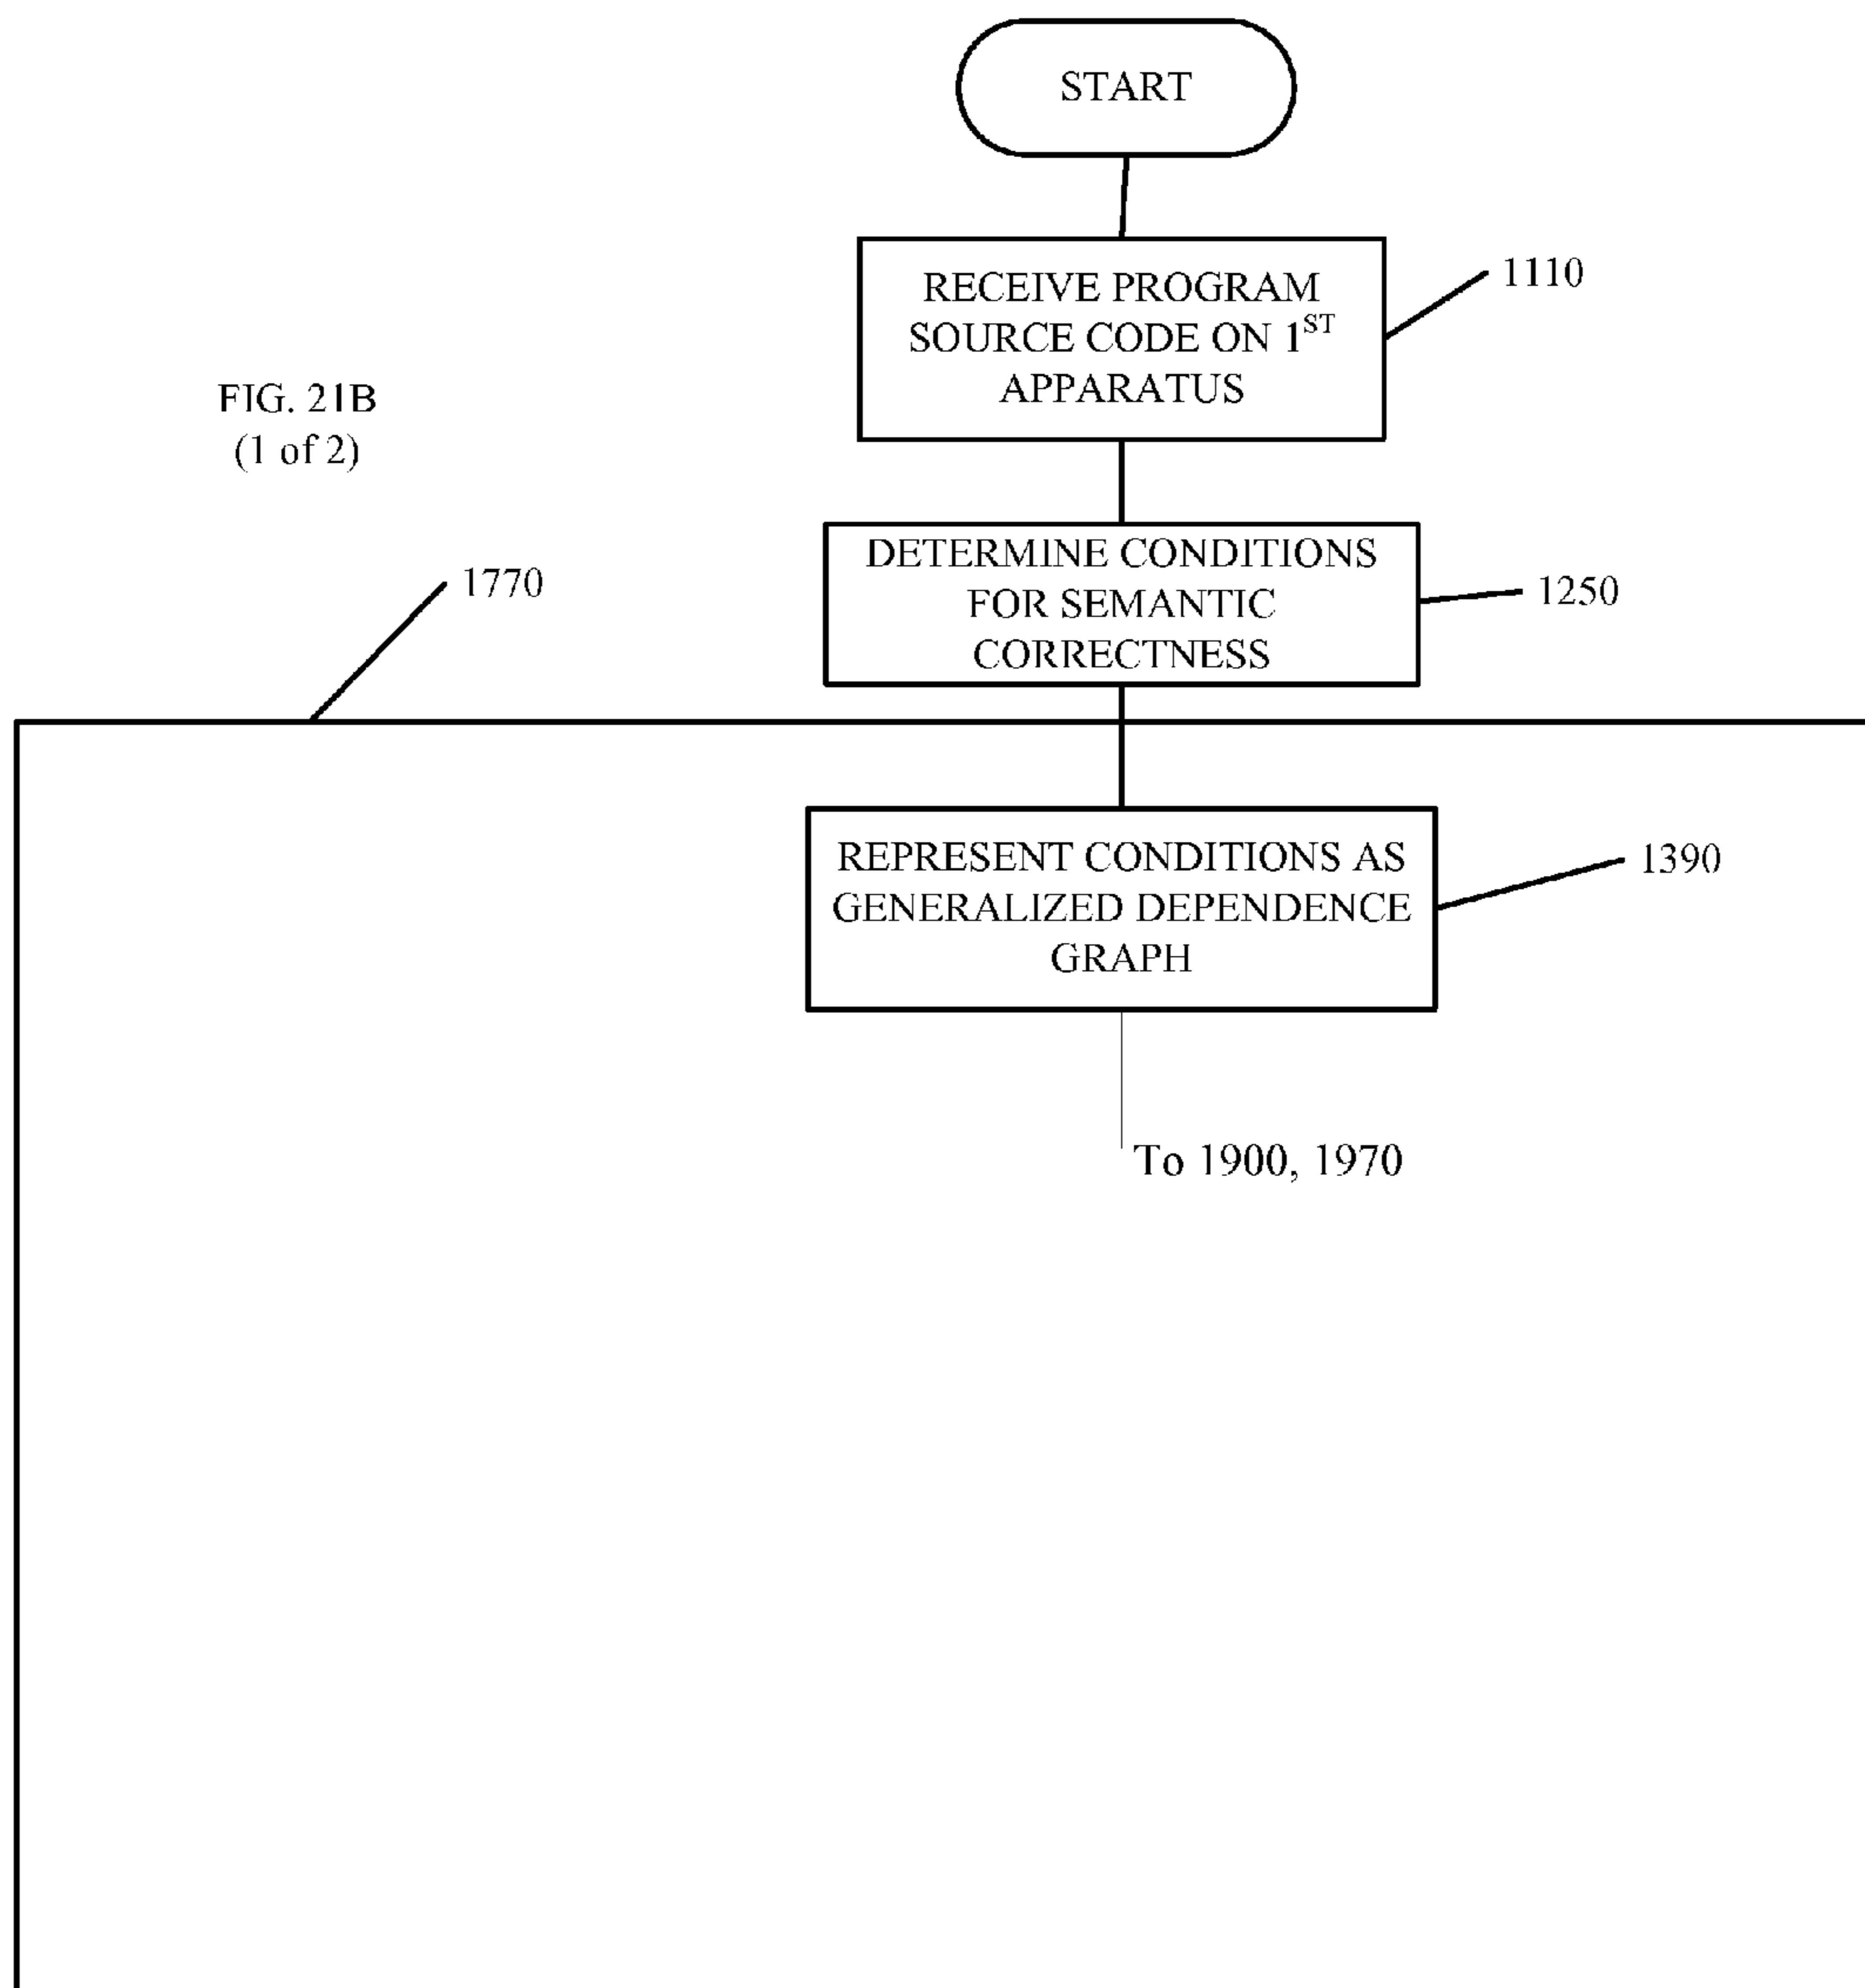 START
RECEIVE PROGRAM
SOURCE CODE ON 1ST
APPARATUS
1110
FIG. 21B
(1 of 2)
DETERMINE CONDITIONS
FOR SEMANTIC
CORRECTNESS
1250
1770
REPRESENT CONDITIONS AS
GENERALIZED DEPENDENCE
GRAPH
1390
To 1900, 1970